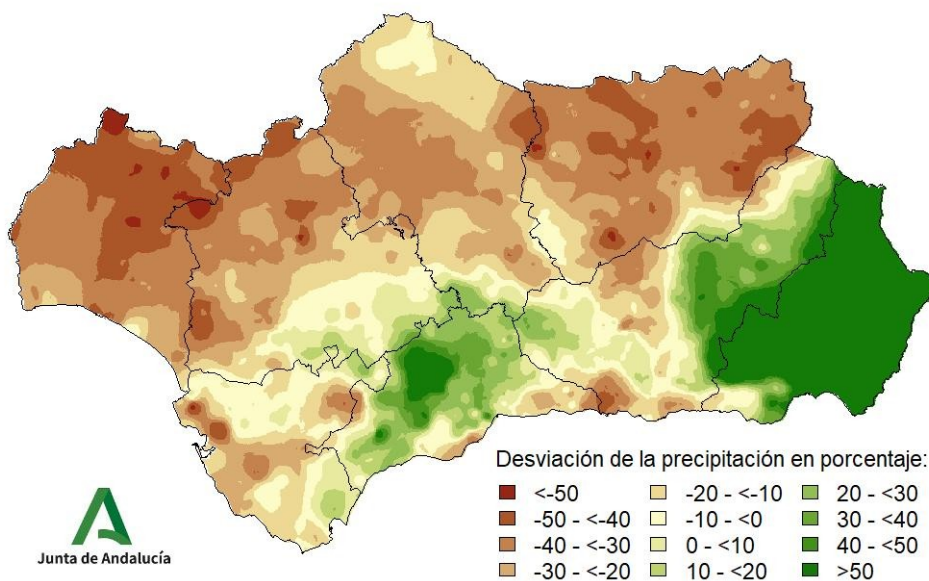 Desviación de la precipitación en porcentaje:
<-50
-50 - <-40
-40 - <-30
-30 - <-20
-20 - <-10
-10 - <0
0 - <10
10 - <20
20 - <30
30 - <40
40 - <50
>50
Junta de Andalucía